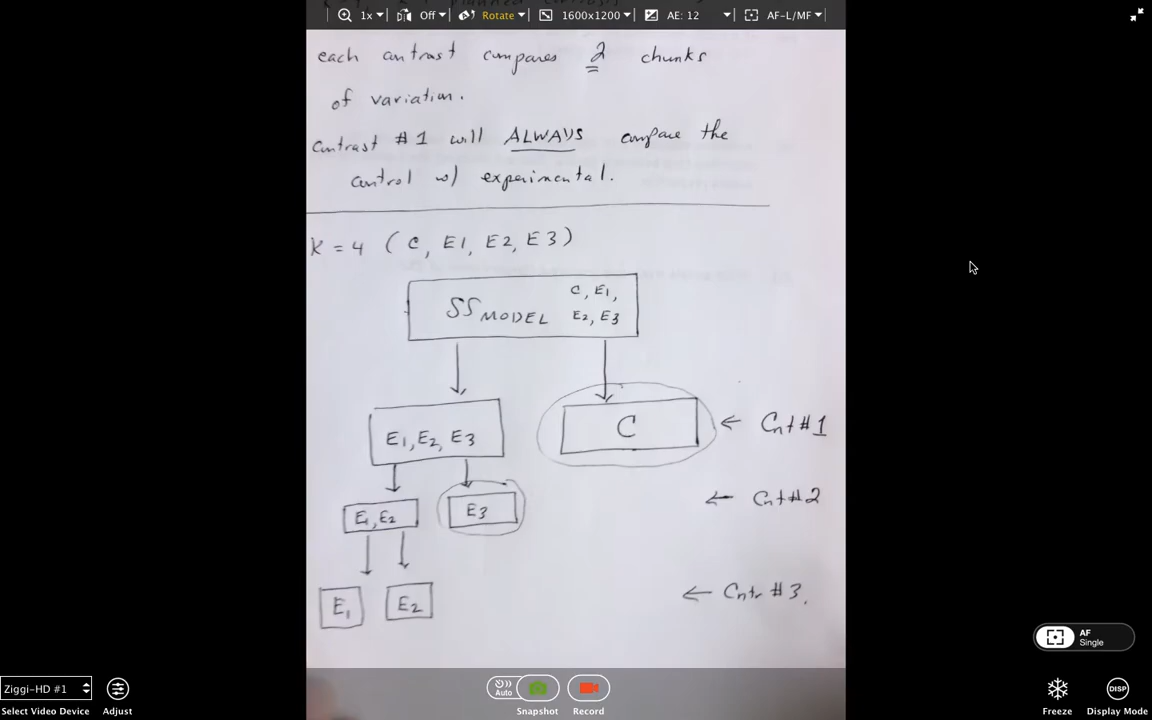 1x Off Rotate 1600x1200 AE: 12 AF-L/MF
each contrast compares 2 chunks
of variation.
contrast #1 will ALWAYS compare the
control w/ experimental.
K = 4 ( C, E1, E2, E3 )
SS MODEL C, E1,
E2, E3
E1, E2, E3
C
← Cnt #1
E1, E2
E3
← Cnt #2
E1
E2
← Cntr #3.
AF
Single
Ziggi-HD #1
Auto
Select Video Device
Adjust
Snapshot
Record
Freeze
DISP
Display Mode